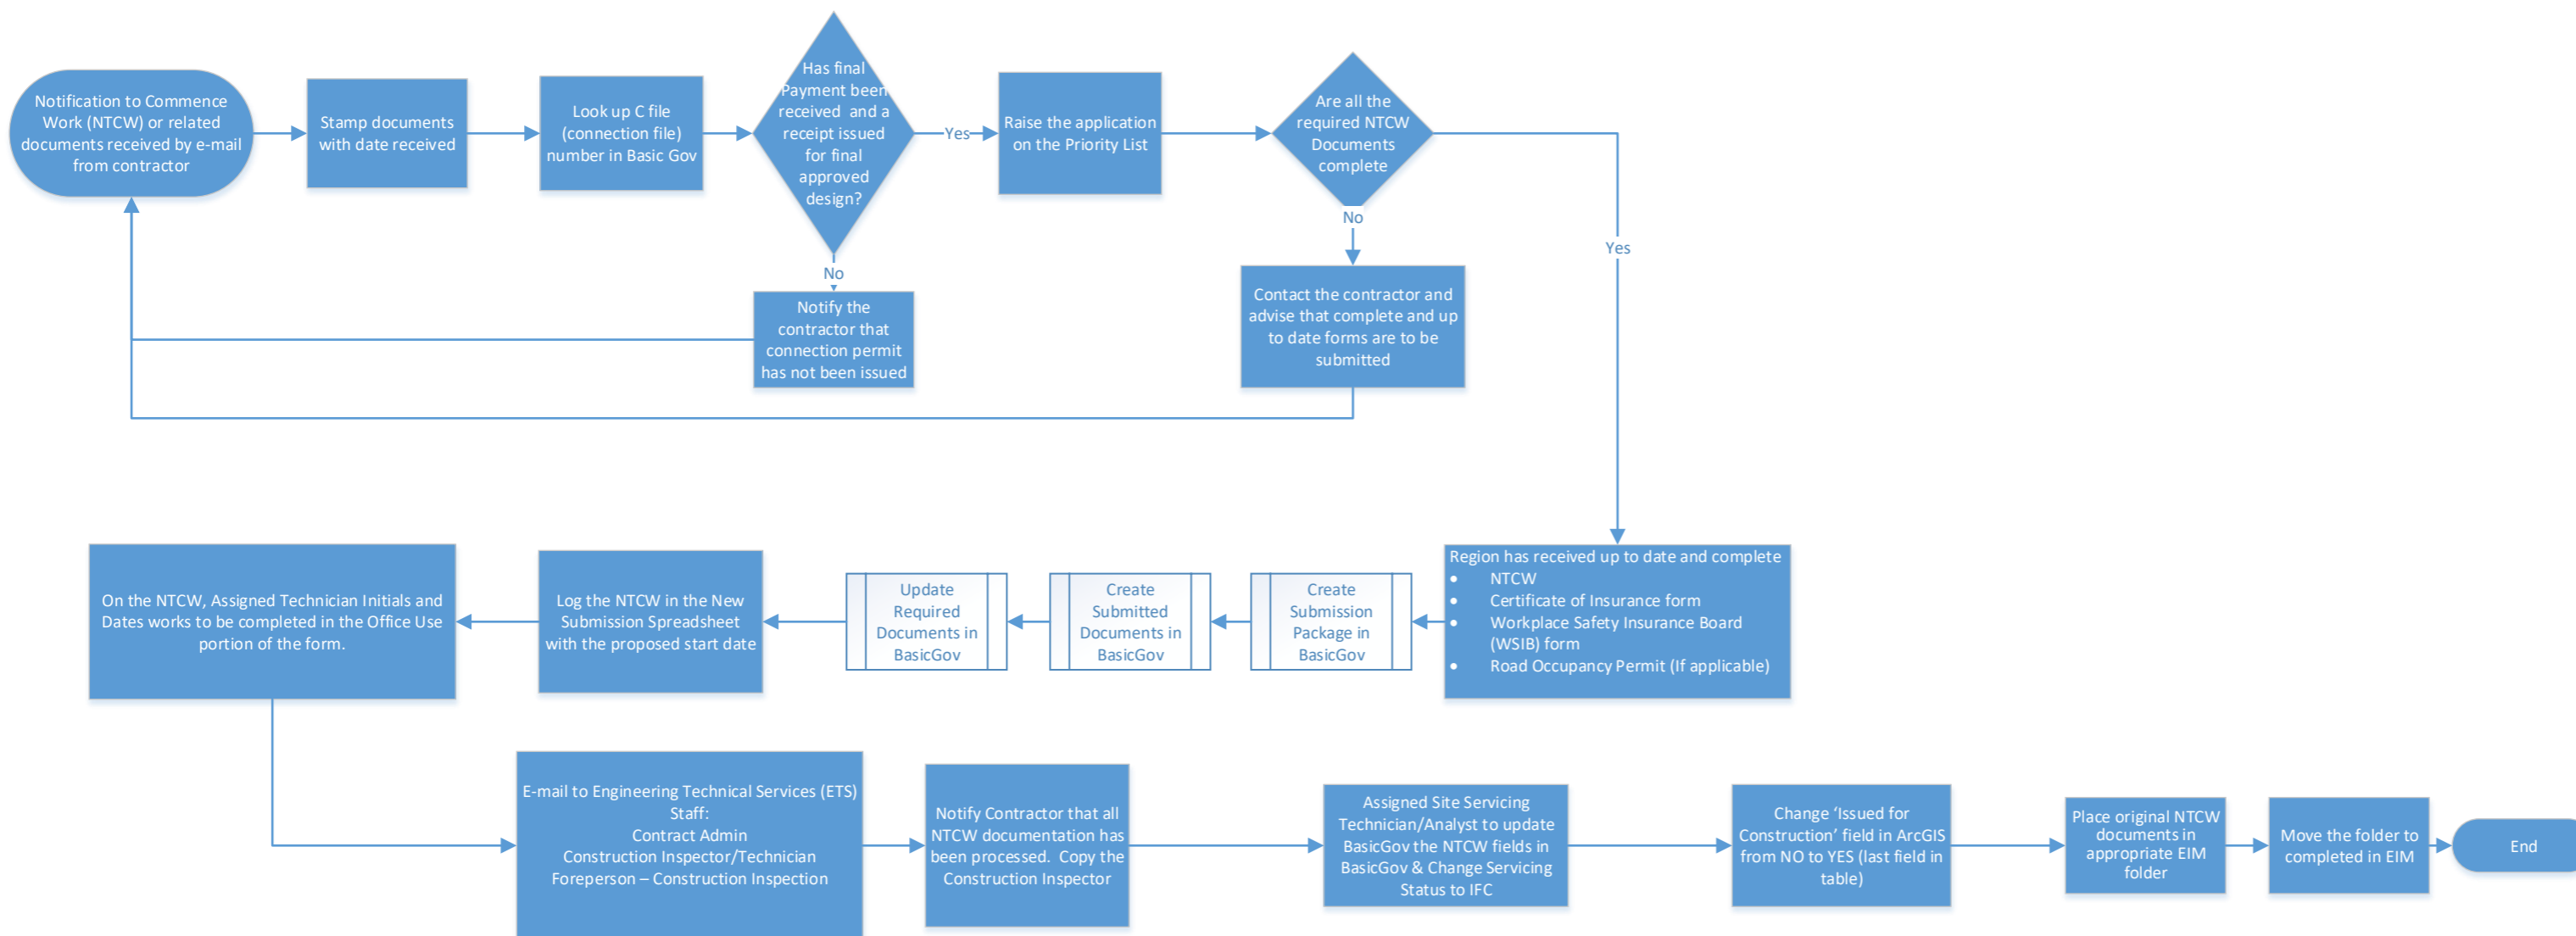 Notification to Commence
Work (NTCW) or related
documents received by e-mail
from contractor
Stamp documents
with date received
Look up C file
(connection file)
number in Basic Gov
Has final
Payment been
received and a
receipt issued
for final
approved
design?
Yes
Raise the application
on the Priority List
Are all the
required NTCW
Documents
complete
No
Notify the
contractor that
connection permit
has not been issued
No
Contact the contractor and
advise that complete and up
to date forms are to be
submitted
Yes
Region has received up to date and complete
• NTCW
• Certificate of Insurance form
• Workplace Safety Insurance Board
(WSIB) form
• Road Occupancy Permit (If applicable)
Create
Submission
Package in
BasicGov
Create
Submitted
Documents in
BasicGov
Update
Required
Documents in
BasicGov
Log the NTCW in the New
Submission Spreadsheet
with the proposed start date
On the NTCW, Assigned Technician Initials and
Dates works to be completed in the Office Use
portion of the form.
E-mail to Engineering Technical Services (ETS)
Staff:
Contract Admin
Construction Inspector/Technician
Foreperson – Construction Inspection
Notify Contractor that all
NTCW documentation has
been processed. Copy the
Construction Inspector
Assigned Site Servicing
Technician/Analyst to update
BasicGov the NTCW fields in
BasicGov & Change Servicing
Status to IFC
Change ‘Issued for
Construction’ field in ArcGIS
from NO to YES (last field in
table)
Place original NTCW
documents in
appropriate EIM
folder
Move the folder to
completed in EIM
End